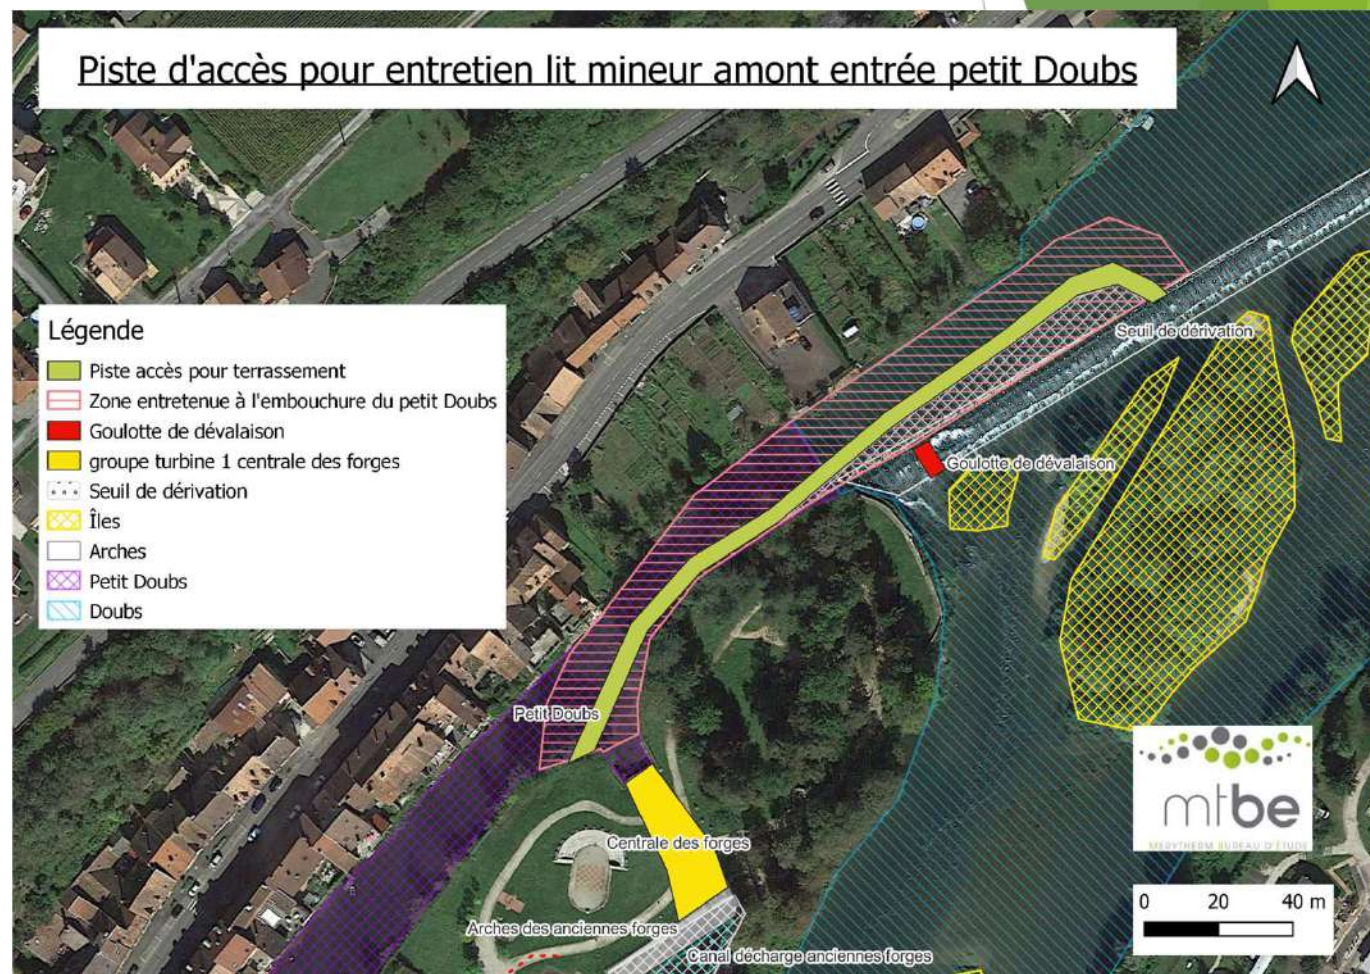 Piste d'accès pour entretien lit mineur amont entrée petit Doubs
Légende
Piste accès pour terrassement
Zone entretenue à l'embouchure du petit Doubs
Goulotte de dévalaison
groupe turbine 1 centrale des forges
Seuil de dérivation
Îles
Arches
Petit Doubs
Doubs
Seuil de dérivation
Goulotte de dévalaison
Petit Doubs
Centrale des forges
Arches des anciennes forges
Canal décharge anciennes forges
mtbe
MERYTHERM BUREAU D'ÉTUDE
0 20 40 m